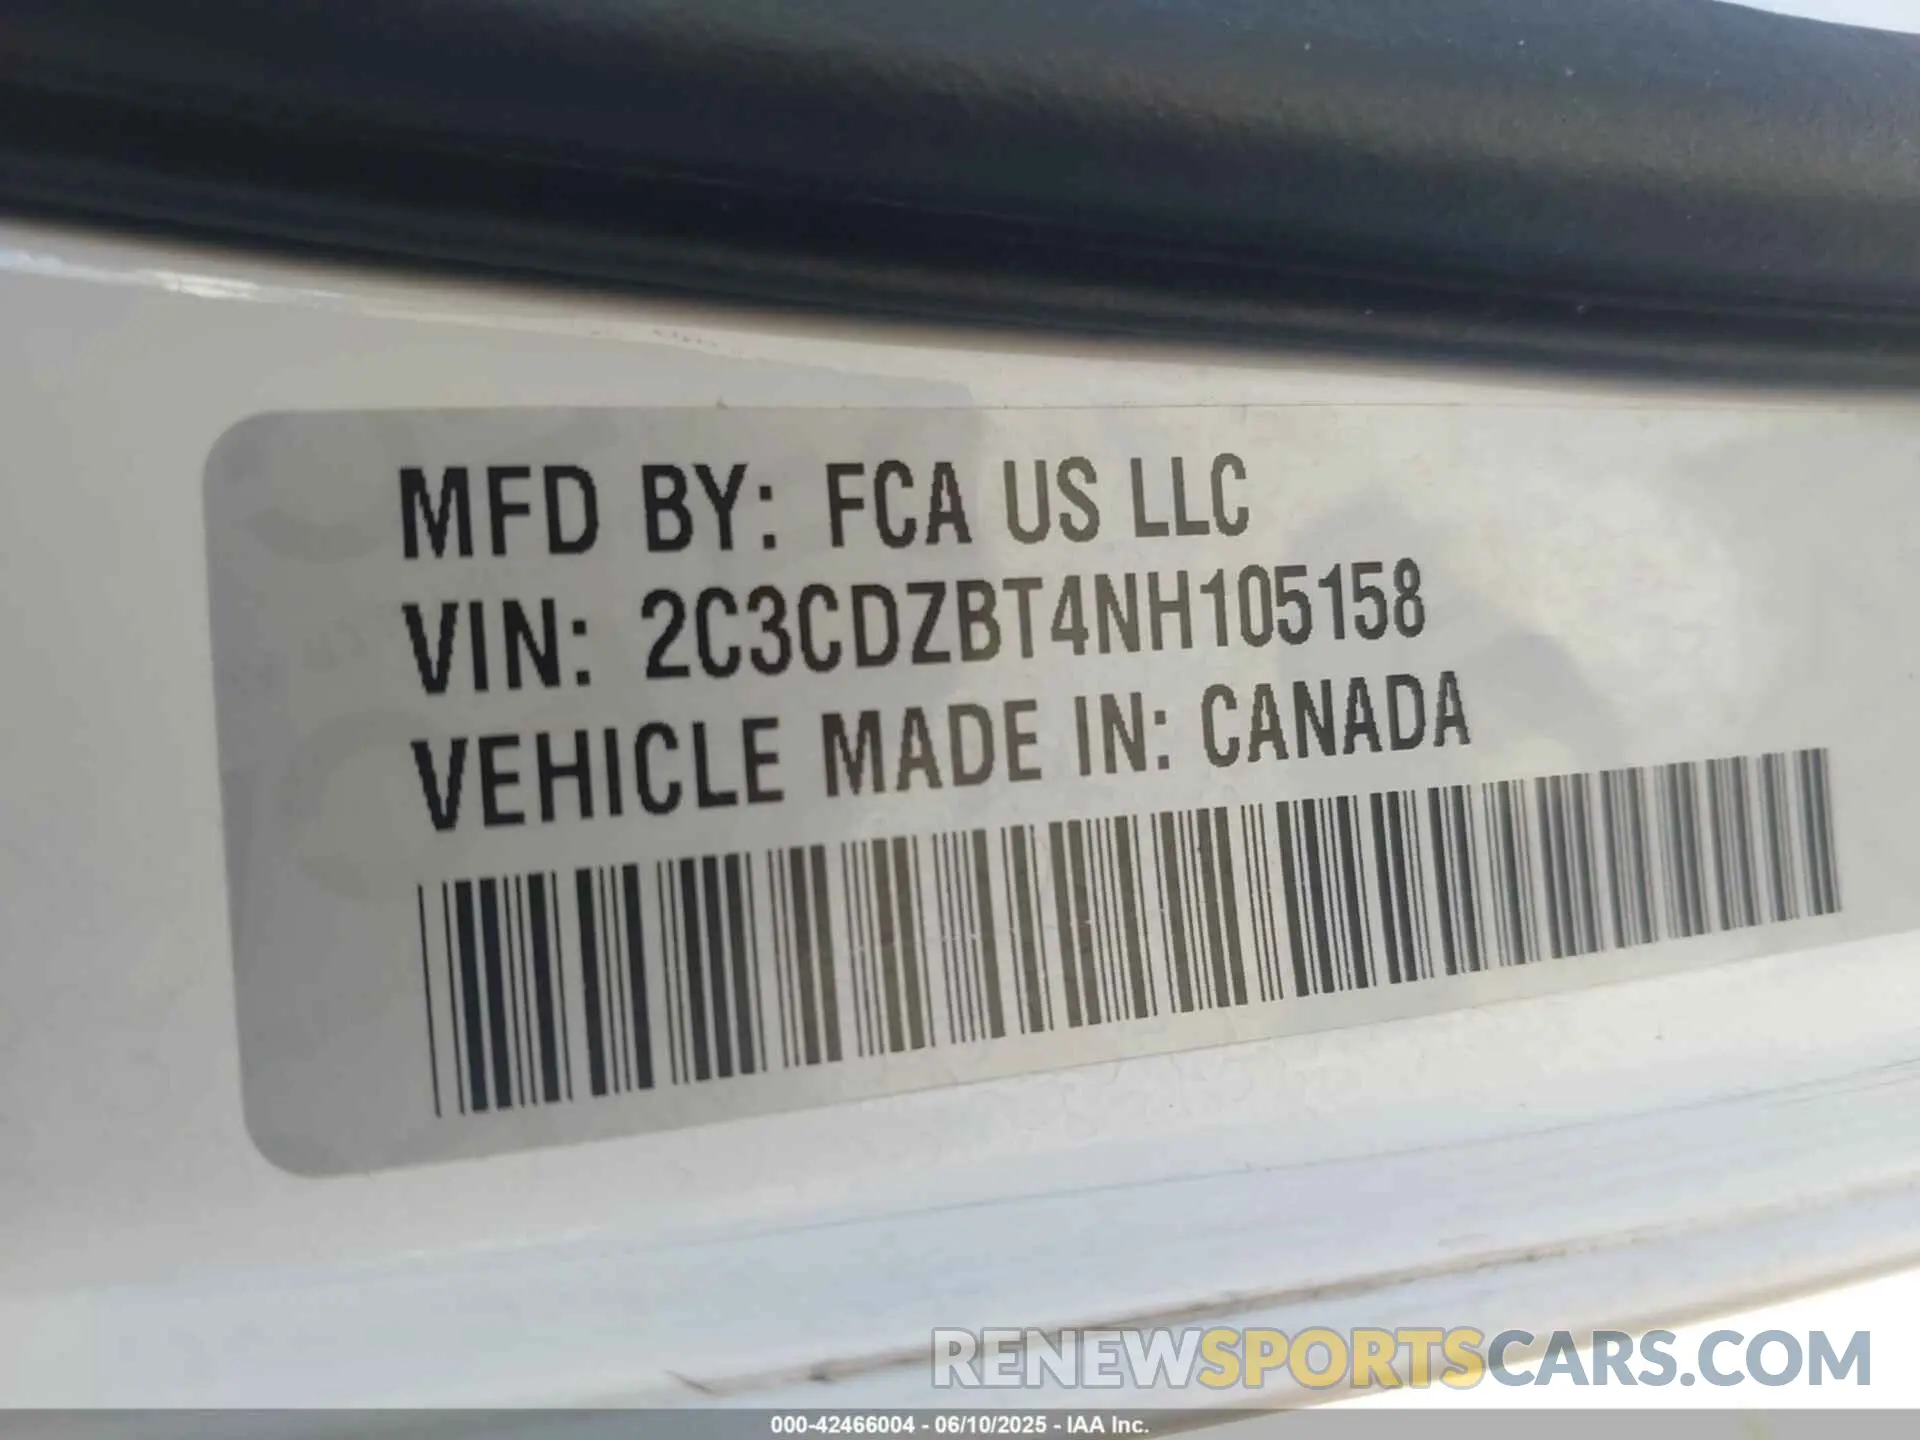 MFD BY: FCA US LLC
VIN: 2C3CDZBT4NH105158
VEHICLE MADE IN: CANADA
RENEWSPORTSCARS.COM
000-42466004 - 06/10/2025 - IAA Inc.